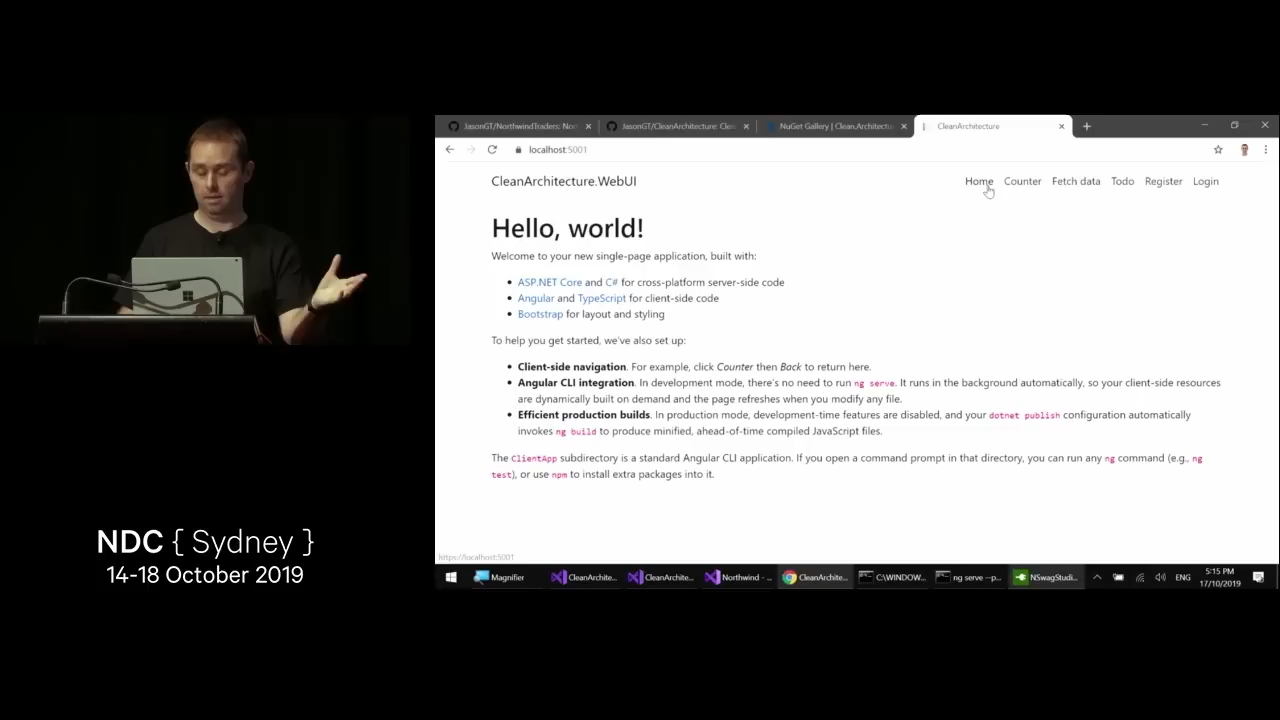 JasonGT/NorthwindTraders: Nort
JasonGT/CleanArchitecture: Clea
NuGet Gallery | Clean.Architectu
CleanArchitecture
localhost:5001
CleanArchitecture.WebUI
Home
Counter
Fetch data
Todo
Register
Login
Hello, world!
Welcome to your new single-page application, built with:
• ASP.NET Core and C# for cross-platform server-side code
• Angular and TypeScript for client-side code
• Bootstrap for layout and styling
To help you get started, we've also set up:
• Client-side navigation. For example, click Counter then Back to return here.
• Angular CLI integration. In development mode, there's no need to run ng serve. It runs in the background automatically, so your client-side resources
are dynamically built on demand and the page refreshes when you modify any file.
• Efficient production builds. In production mode, development-time features are disabled, and your dotnet publish configuration automatically
invokes ng build to produce minified, ahead-of-time compiled JavaScript files.
The ClientApp subdirectory is a standard Angular CLI application. If you open a command prompt in that directory, you can run any ng command (e.g., ng
test), or use npm to install extra packages into it.
https://localhost:5001
Magnifier
CleanArchite...
CleanArchite...
Northwind - ...
CleanArchite...
C:\WINDOW...
ng serve --p...
NSwagStudi...
ENG
5:15 PM
17/10/2019
NDC { Sydney }
14-18 October 2019